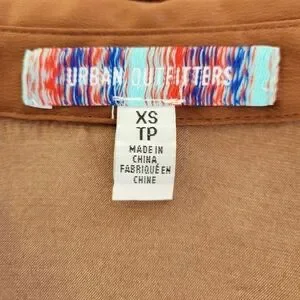 URBAN OUTFITTERS
XS
TP
MADE IN
CHINA
FABRIQUÉ EN
CHINE